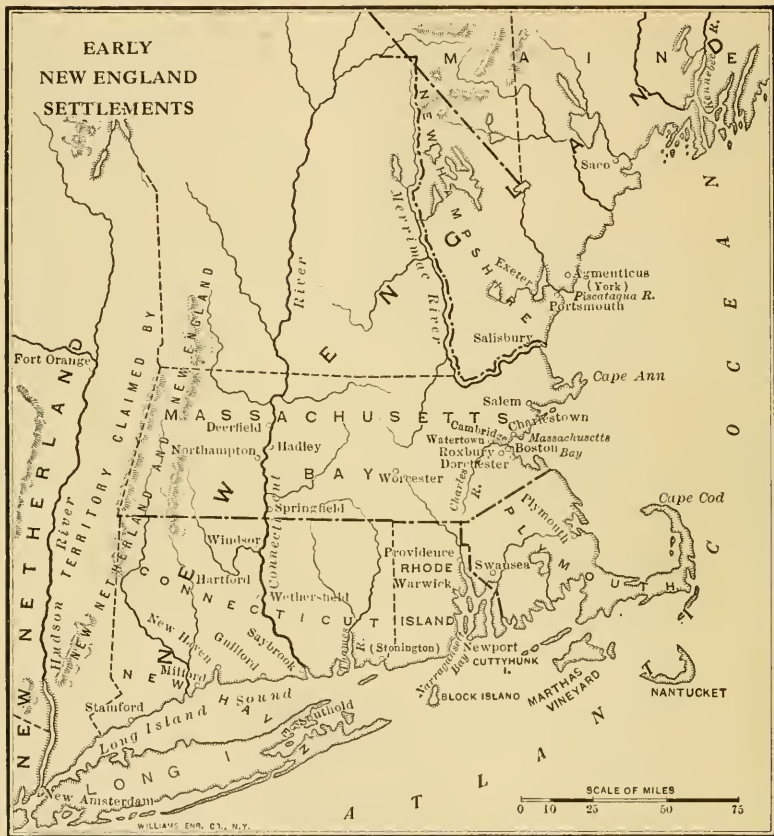 EARLY
NEW ENGLAND
SETTLEMENTS
MAINE
Kennebec R.
Saco
NEW HAMPSHIRE
Merrimac River
Exeter
Agmenticus
(York)
Piscataqua R.
Portsmouth
Salisbury
Cape Ann
River
Fort Orange
NEW NETHERLAND
Hudson River
TERRITORY CLAIMED BY
NEW NETHERLAND AND NEW ENGLAND
NEW ENGLAND
MASSACHUSETTS
BAY
Salem
Charlestown
Cambridge
Watertown
Massachusetts
Bay
Boston
Roxbury
Dorchester
Charles R.
Deerfield
Hadley
Northampton
Worcester
Springfield
Connecticut
Windsor
Hartford
Wethersfield
CONNECTICUT
Providence
RHODE
ISLAND
Warwick
Swansea
Plymouth
PLYMOUTH
Cape Cod
New Haven
Guilford
Saybrook
Milford
Stamford
NEW HAVEN
Thames R.
(Stonington)
Narragansett
Bay
Newport
CUTTYHUNK
I.
BLOCK ISLAND
MARTHAS
VINEYARD
NANTUCKET
Long Island Sound
Southold
LONG I.
New Amsterdam
ATLANTIC OCEAN
SCALE OF MILES
0 10 25 50 75
WILLIAMS ENG. CO., N.Y.